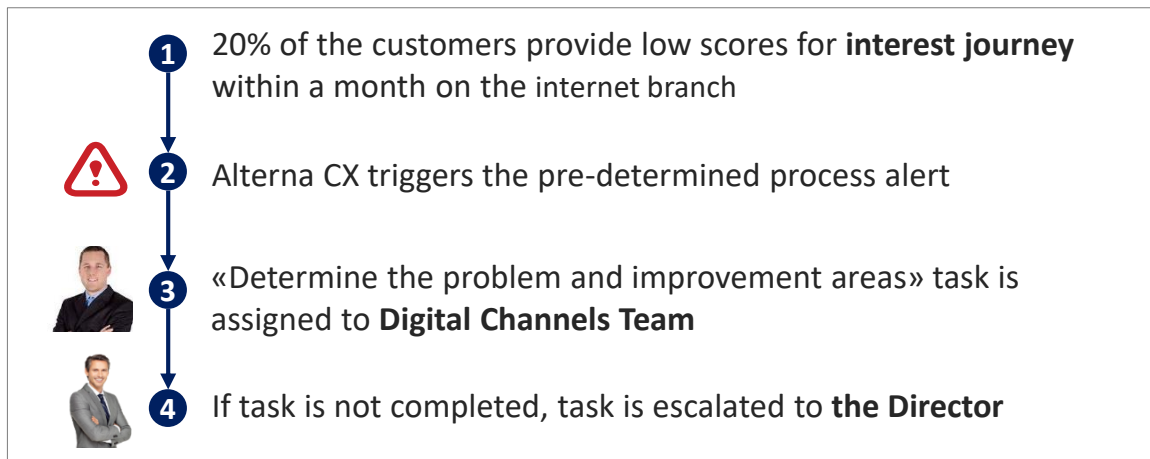 1
20% of the customers provide low scores for interest journey
within a month on the internet branch
2
Alterna CX triggers the pre-determined process alert
3
«Determine the problem and improvement areas» task is
assigned to Digital Channels Team
4
If task is not completed, task is escalated to the Director